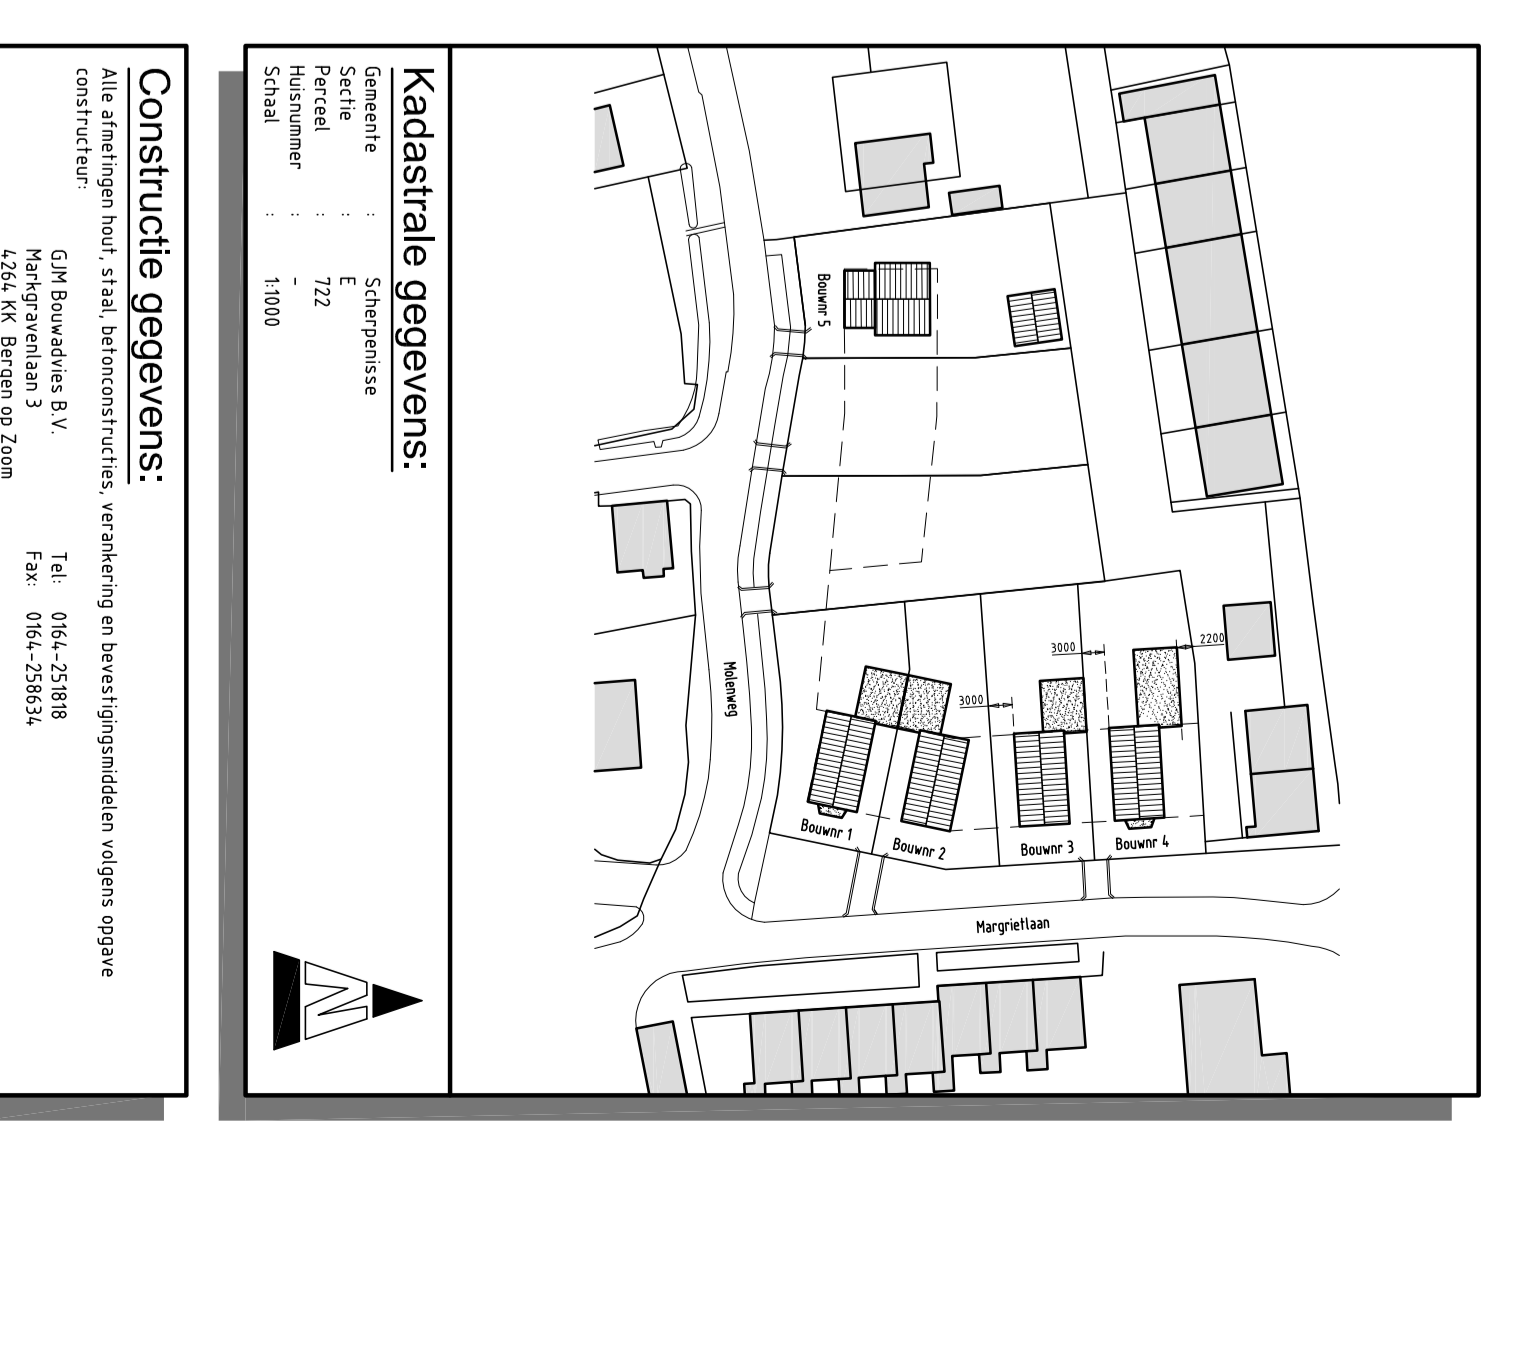 Kadastrale gegevens:
Gemeente : Scherpenisse
Sectie : E
Perceel : 722
Huisnummer : -
Schaal : 1:1000
N
Constructie gegevens:
Alle afmetingen hout, staal, betonconstructies, verankering en bevestigingsmiddelen volgens opgave
constructeur:
GJM Bouwadvies B.V. Tel: 0164-251818
Markgravenlaan 3 Fax: 0164-258634
4264 KK Bergen op Zoom
Bouwnr 5
Molenweg
3000
2200
3000
Bouwnr 1
Bouwnr 2
Bouwnr 3
Bouwnr 4
Margrietlaan